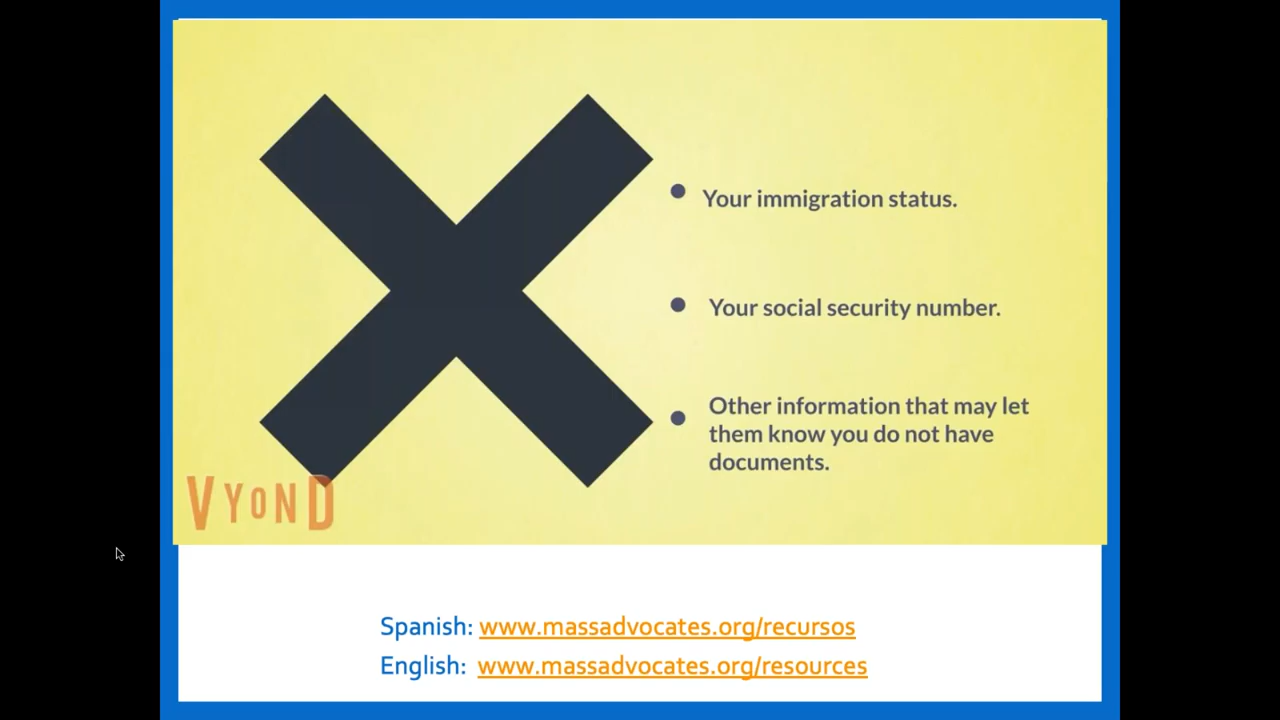 • Your immigration status.
• Your social security number.
• Other information that may let
them know you do not have
documents.
VYOND
Spanish: www.massadvocates.org/recursos
English: www.massadvocates.org/resources